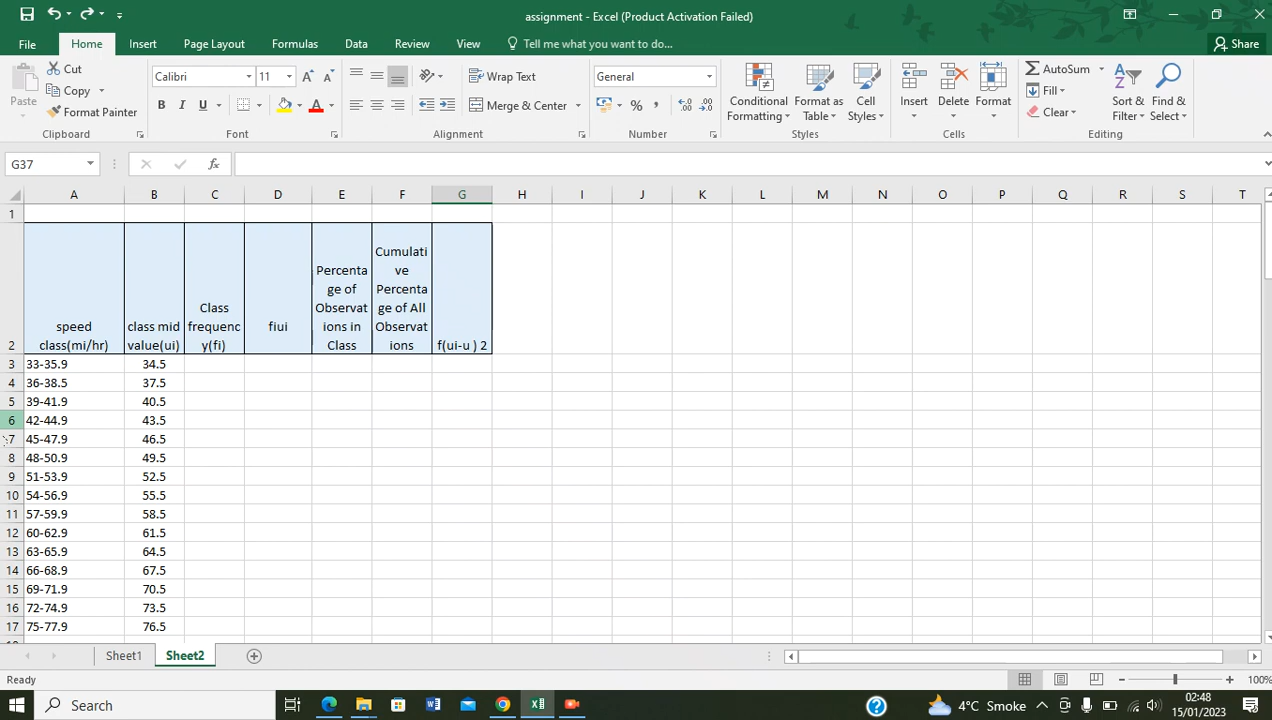 assignment - Excel (Product Activation Failed)
File Home Insert Page Layout Formulas Data Review View Tell me what you want to do... Share
Paste Cut Copy Format Painter Clipboard
Calibri 11 B I U A Font
Wrap Text Merge & Center Alignment
General % Number
Conditional Formatting Format as Table Cell Styles Styles
Insert Delete Format Cells
AutoSum Fill Clear Sort & Filter Find & Select Editing
G37 fx
A B C D E F G H I J K L M N O P Q R S T
1
2 speed class(mi/hr) class mid value(ui) Class frequency(fi) fiui Percentage of Observations in Class Cumulative Percentage of All Observations f(ui-u ) 2
3 33-35.9 34.5
4 36-38.5 37.5
5 39-41.9 40.5
6 42-44.9 43.5
7 45-47.9 46.5
8 48-50.9 49.5
9 51-53.9 52.5
10 54-56.9 55.5
11 57-59.9 58.5
12 60-62.9 61.5
13 63-65.9 64.5
14 66-68.9 67.5
15 69-71.9 70.5
16 72-74.9 73.5
17 75-77.9 76.5
Sheet1 Sheet2
Ready 100%
Search 4°C Smoke 02:48
15/01/2023